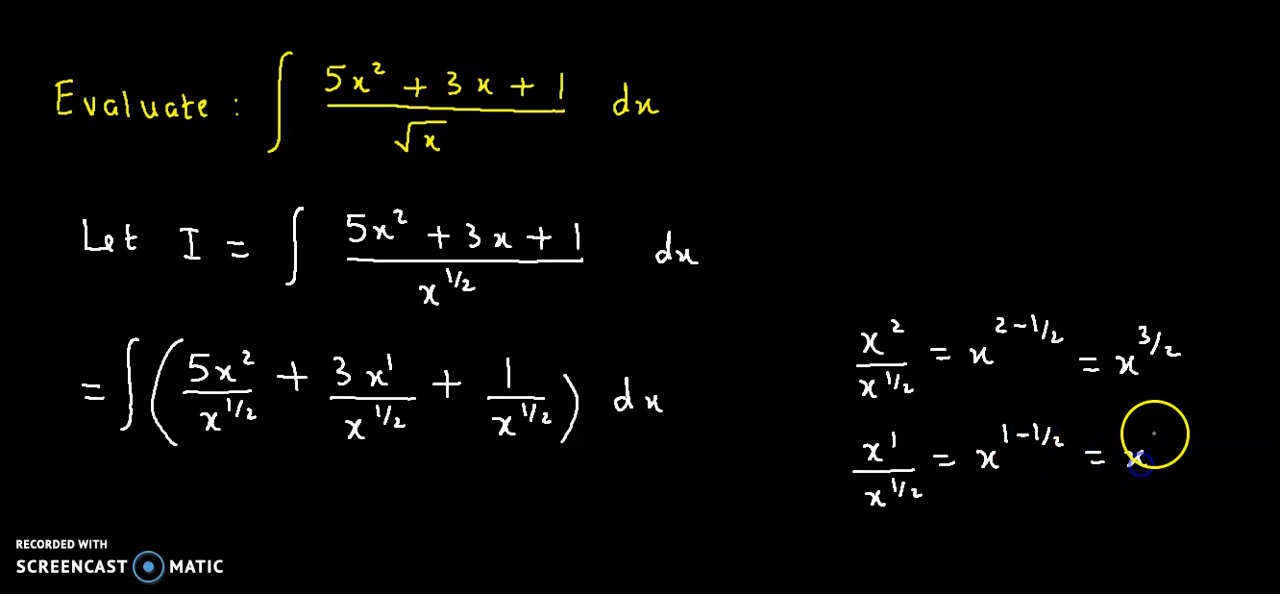 Evaluate : ∫ (5x² + 3x + 1)/√x dx
Let I = ∫ (5x² + 3x + 1)/x^{1/2} dx
= ∫ ( 5x²/x^{1/2} + 3x¹/x^{1/2} + 1/x^{1/2} ) dx
x²/x^{1/2} = x^{2-1/2} = x^{3/2}
x¹/x^{1/2} = x^{1-1/2} = x
RECORDED WITH
SCREENCAST MATIC